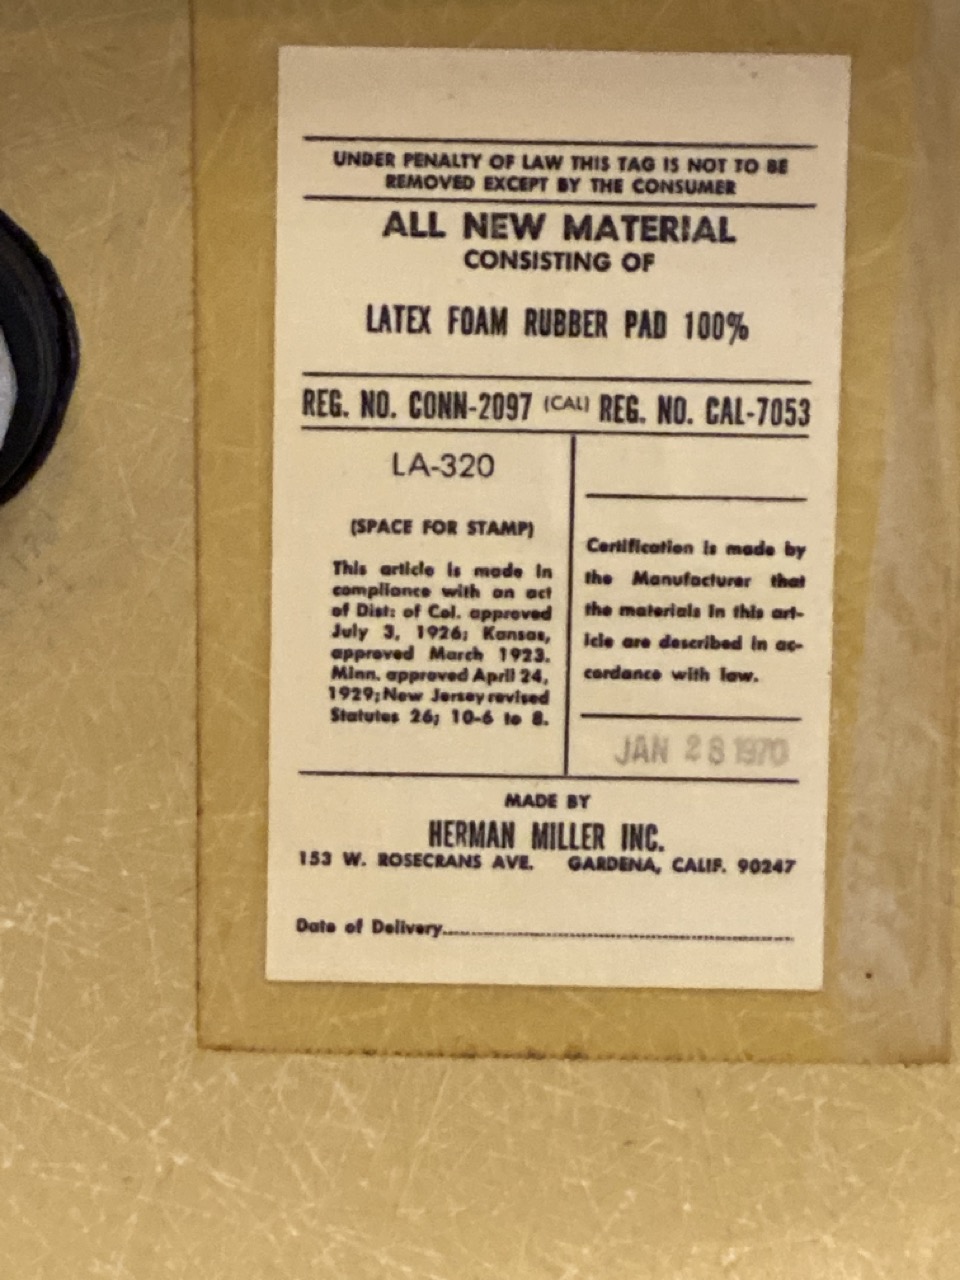 UNDER PENALTY OF LAW THIS TAG IS NOT TO BE
REMOVED EXCEPT BY THE CONSUMER
ALL NEW MATERIAL
CONSISTING OF
LATEX FOAM RUBBER PAD 100%
REG. NO. CONN-2097 (CAL) REG. NO. CAL-7053
LA-320
(SPACE FOR STAMP)
This article is made in
compliance with an act
of Dist: of Col. approved
July 3, 1926; Kansas,
approved March 1923.
Minn. approved April 24,
1929; New Jersey revised
Statutes 26; 10-6 to 8.
Certification is made by
the Manufacturer that
the materials in this art-
icle are described in ac-
cordance with law.
JAN 28 1970
MADE BY
HERMAN MILLER INC.
153 W. ROSECRANS AVE. GARDENA, CALIF. 90247
Date of Delivery